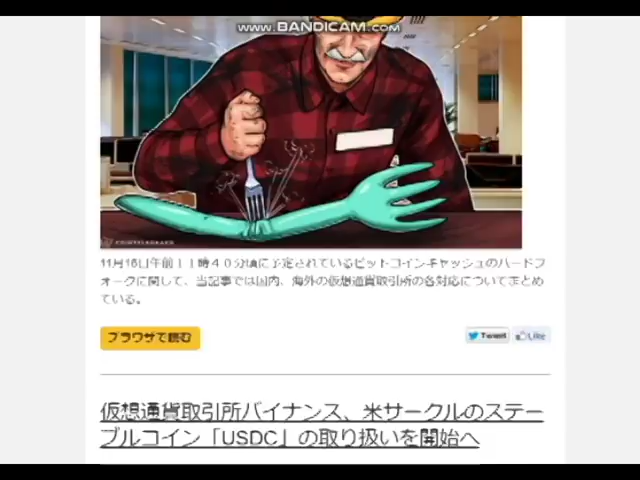 www.BANDICAM.com
11月16日午前11時40分頃に予定されているビットコインキャッシュのハードフ
ォークに関して、当記事では国内、海外の仮想通貨取引所の各対応についてまとめ
ている。
ブラウザで読む
Tweet
Like
仮想通貨取引所バイナンス、米サークルのステー
ブルコイン「USDC」の取り扱いを開始へ